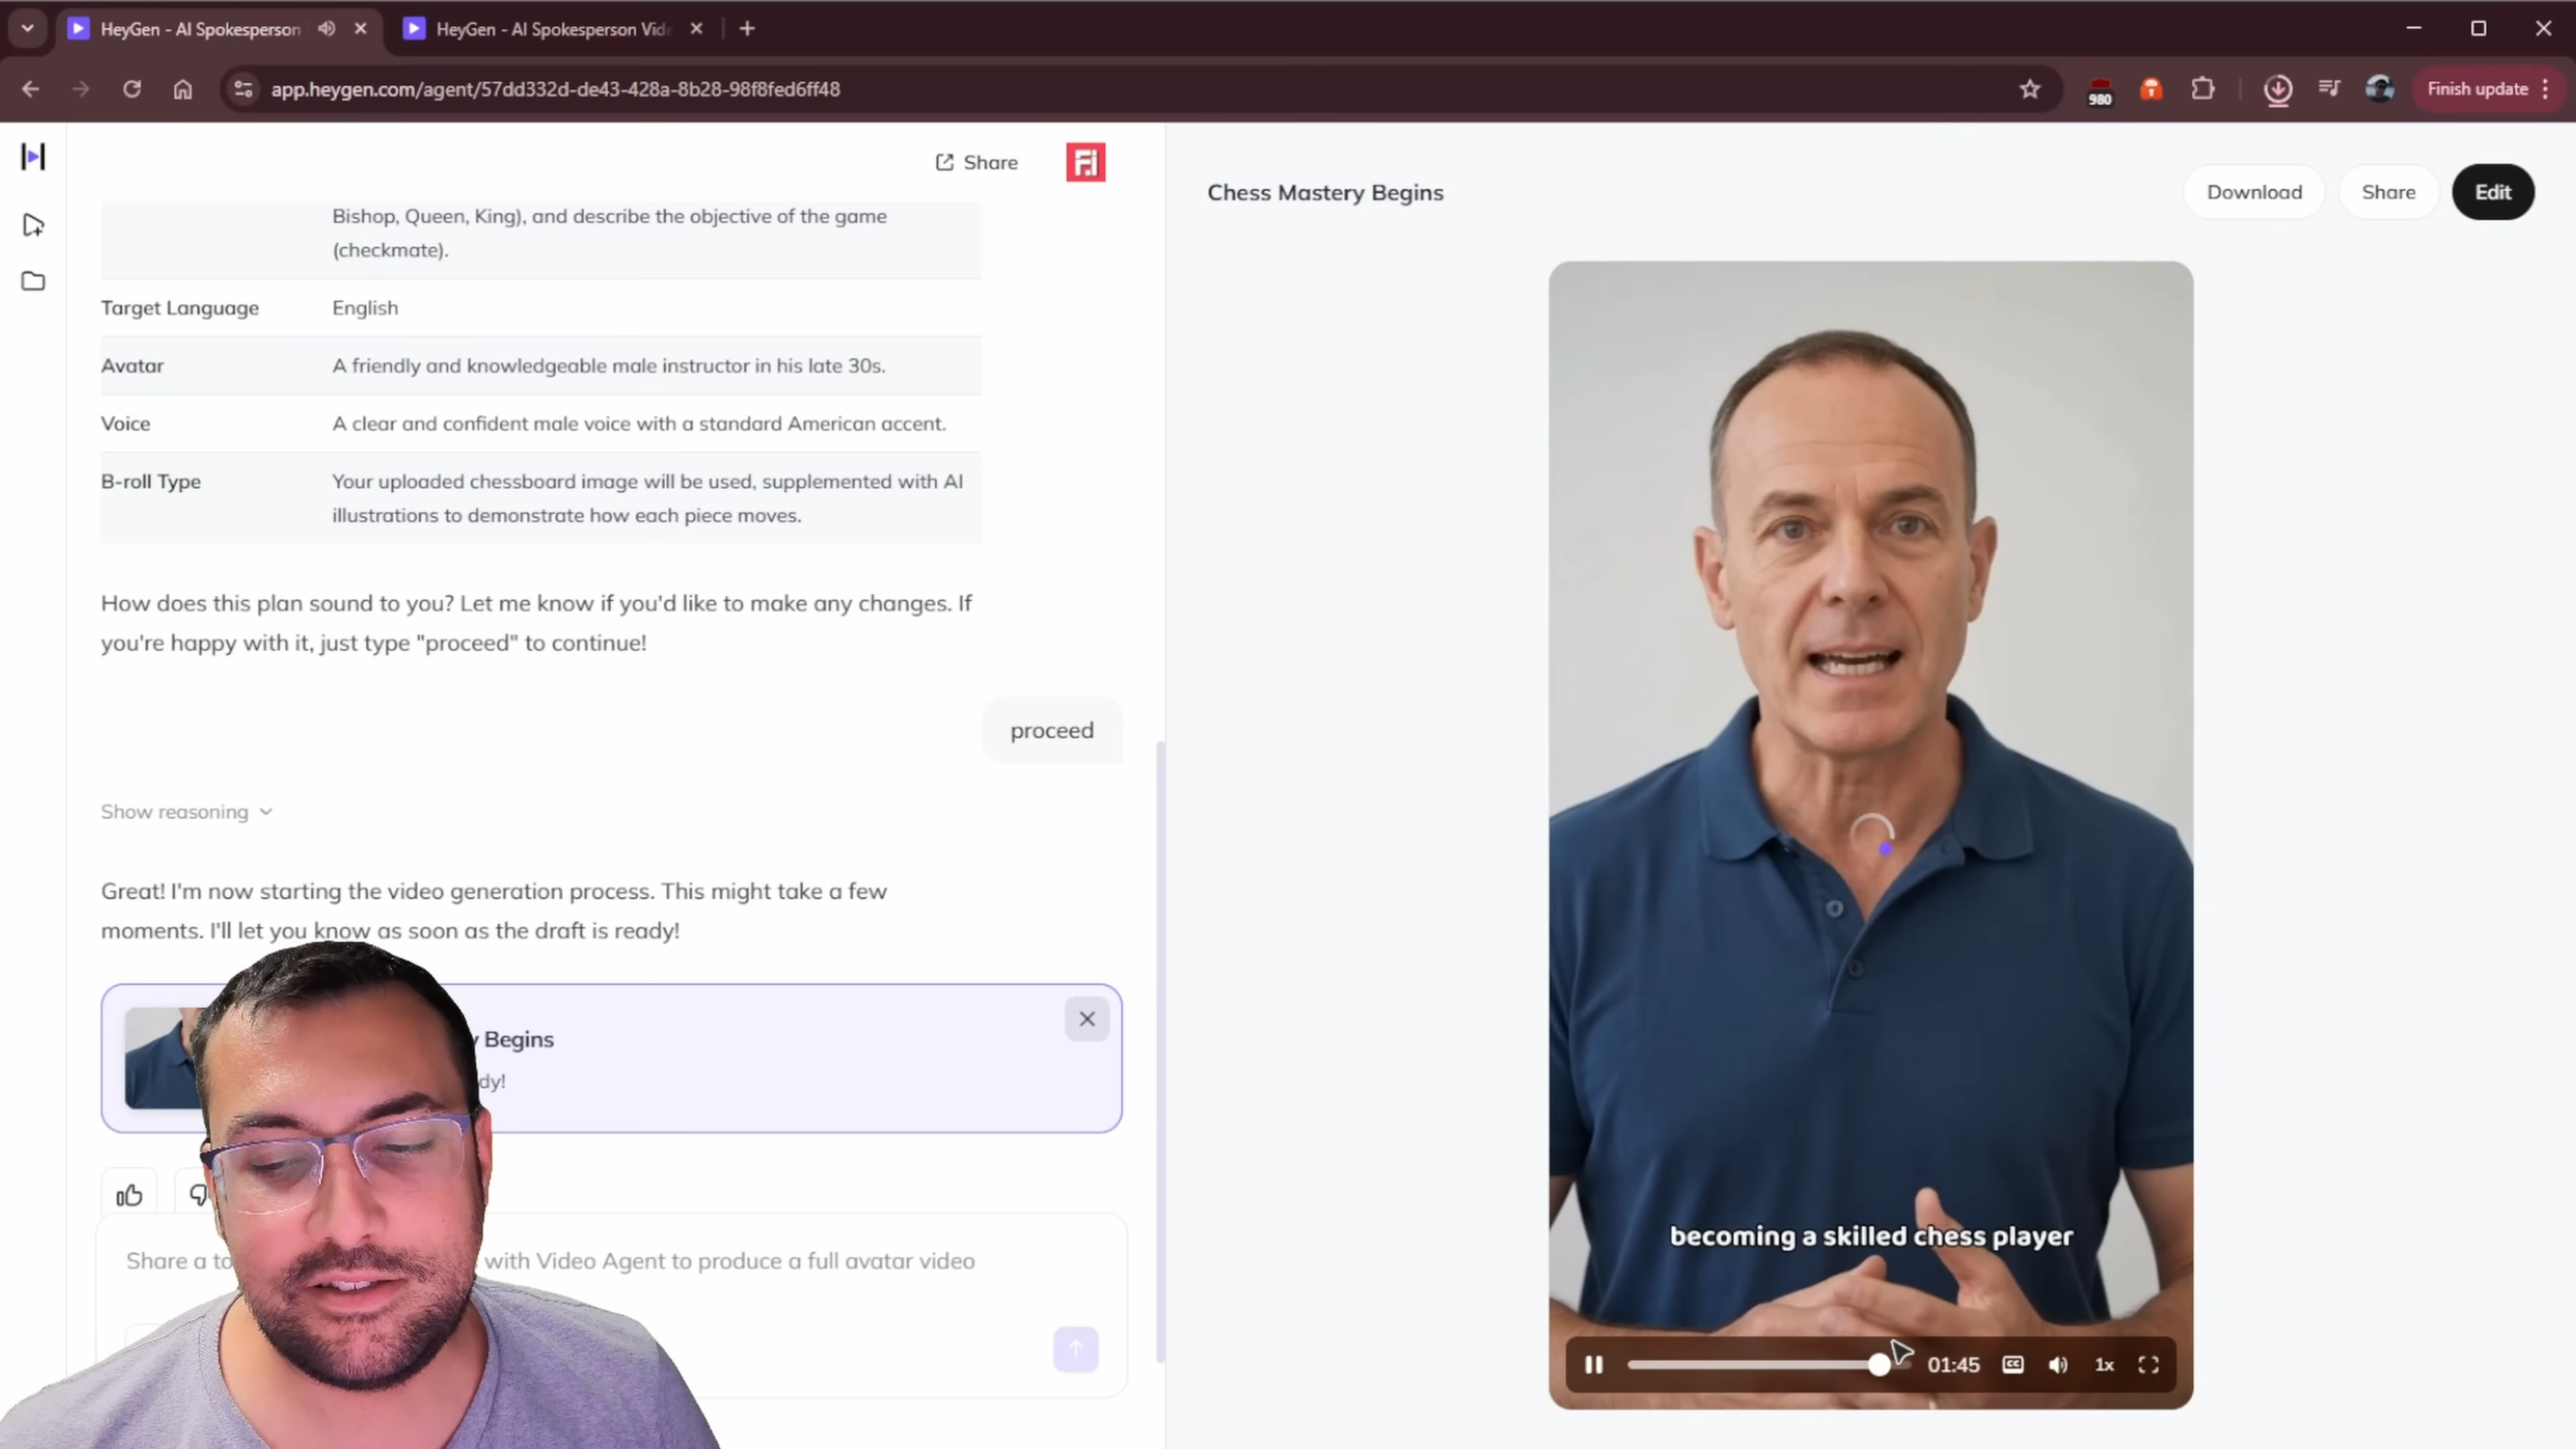 HeyGen - AI Spokesperson
HeyGen - AI Spokesperson Vide
app.heygen.com/agent/57dd332d-de43-428a-8b28-98f8fed6ff48
980
Finish update
Share
Bishop, Queen, King), and describe the objective of the game
(checkmate).
Target Language English
Avatar A friendly and knowledgeable male instructor in his late 30s.
Voice A clear and confident male voice with a standard American accent.
B-roll Type Your uploaded chessboard image will be used, supplemented with AI
illustrations to demonstrate how each piece moves.
How does this plan sound to you? Let me know if you'd like to make any changes. If
you're happy with it, just type "proceed" to continue!
proceed
Show reasoning
Great! I'm now starting the video generation process. This might take a few
moments. I'll let you know as soon as the draft is ready!
y Begins
dy!
Share a to
with Video Agent to produce a full avatar video
Chess Mastery Begins
Download
Share
Edit
becoming a skilled chess player
01:45
CC
1x